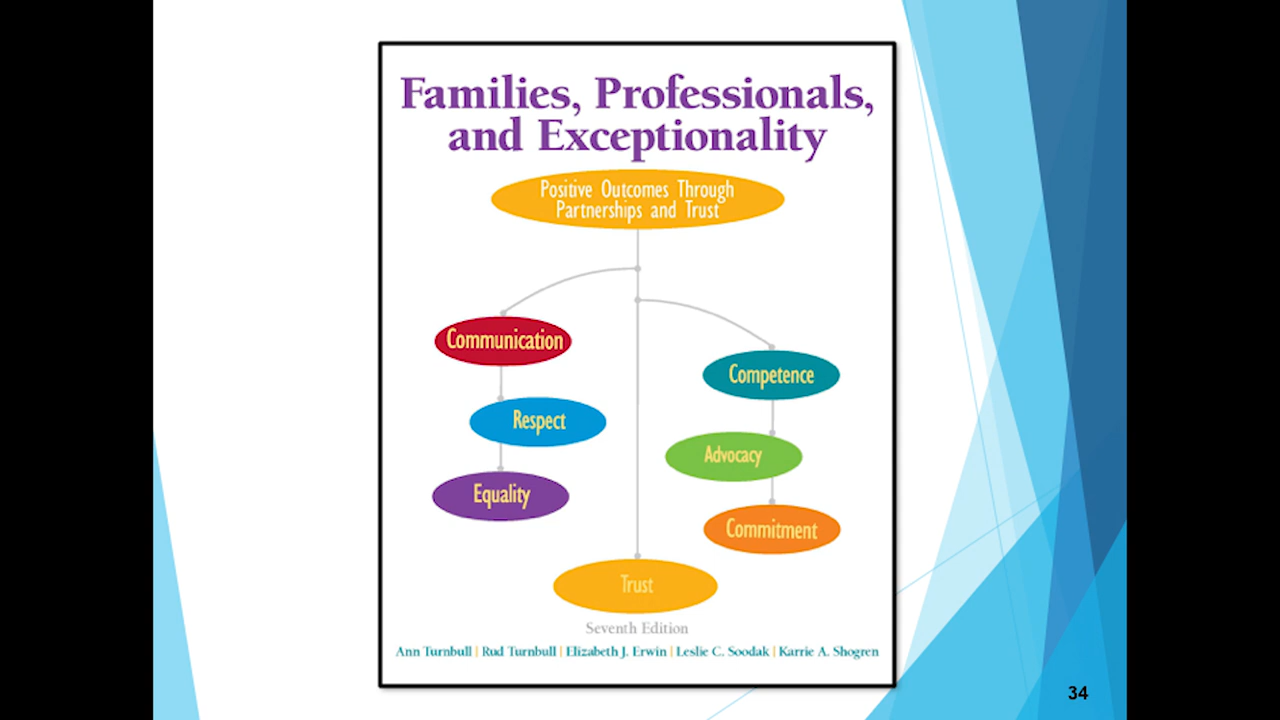 Families, Professionals,
and Exceptionality
Positive Outcomes Through
Partnerships and Trust
Communication
Respect
Equality
Competence
Advocacy
Commitment
Trust
Seventh Edition
Ann Turnbull | Rud Turnbull | Elizabeth J. Erwin | Leslie C. Soodak | Karrie A. Shogren
34